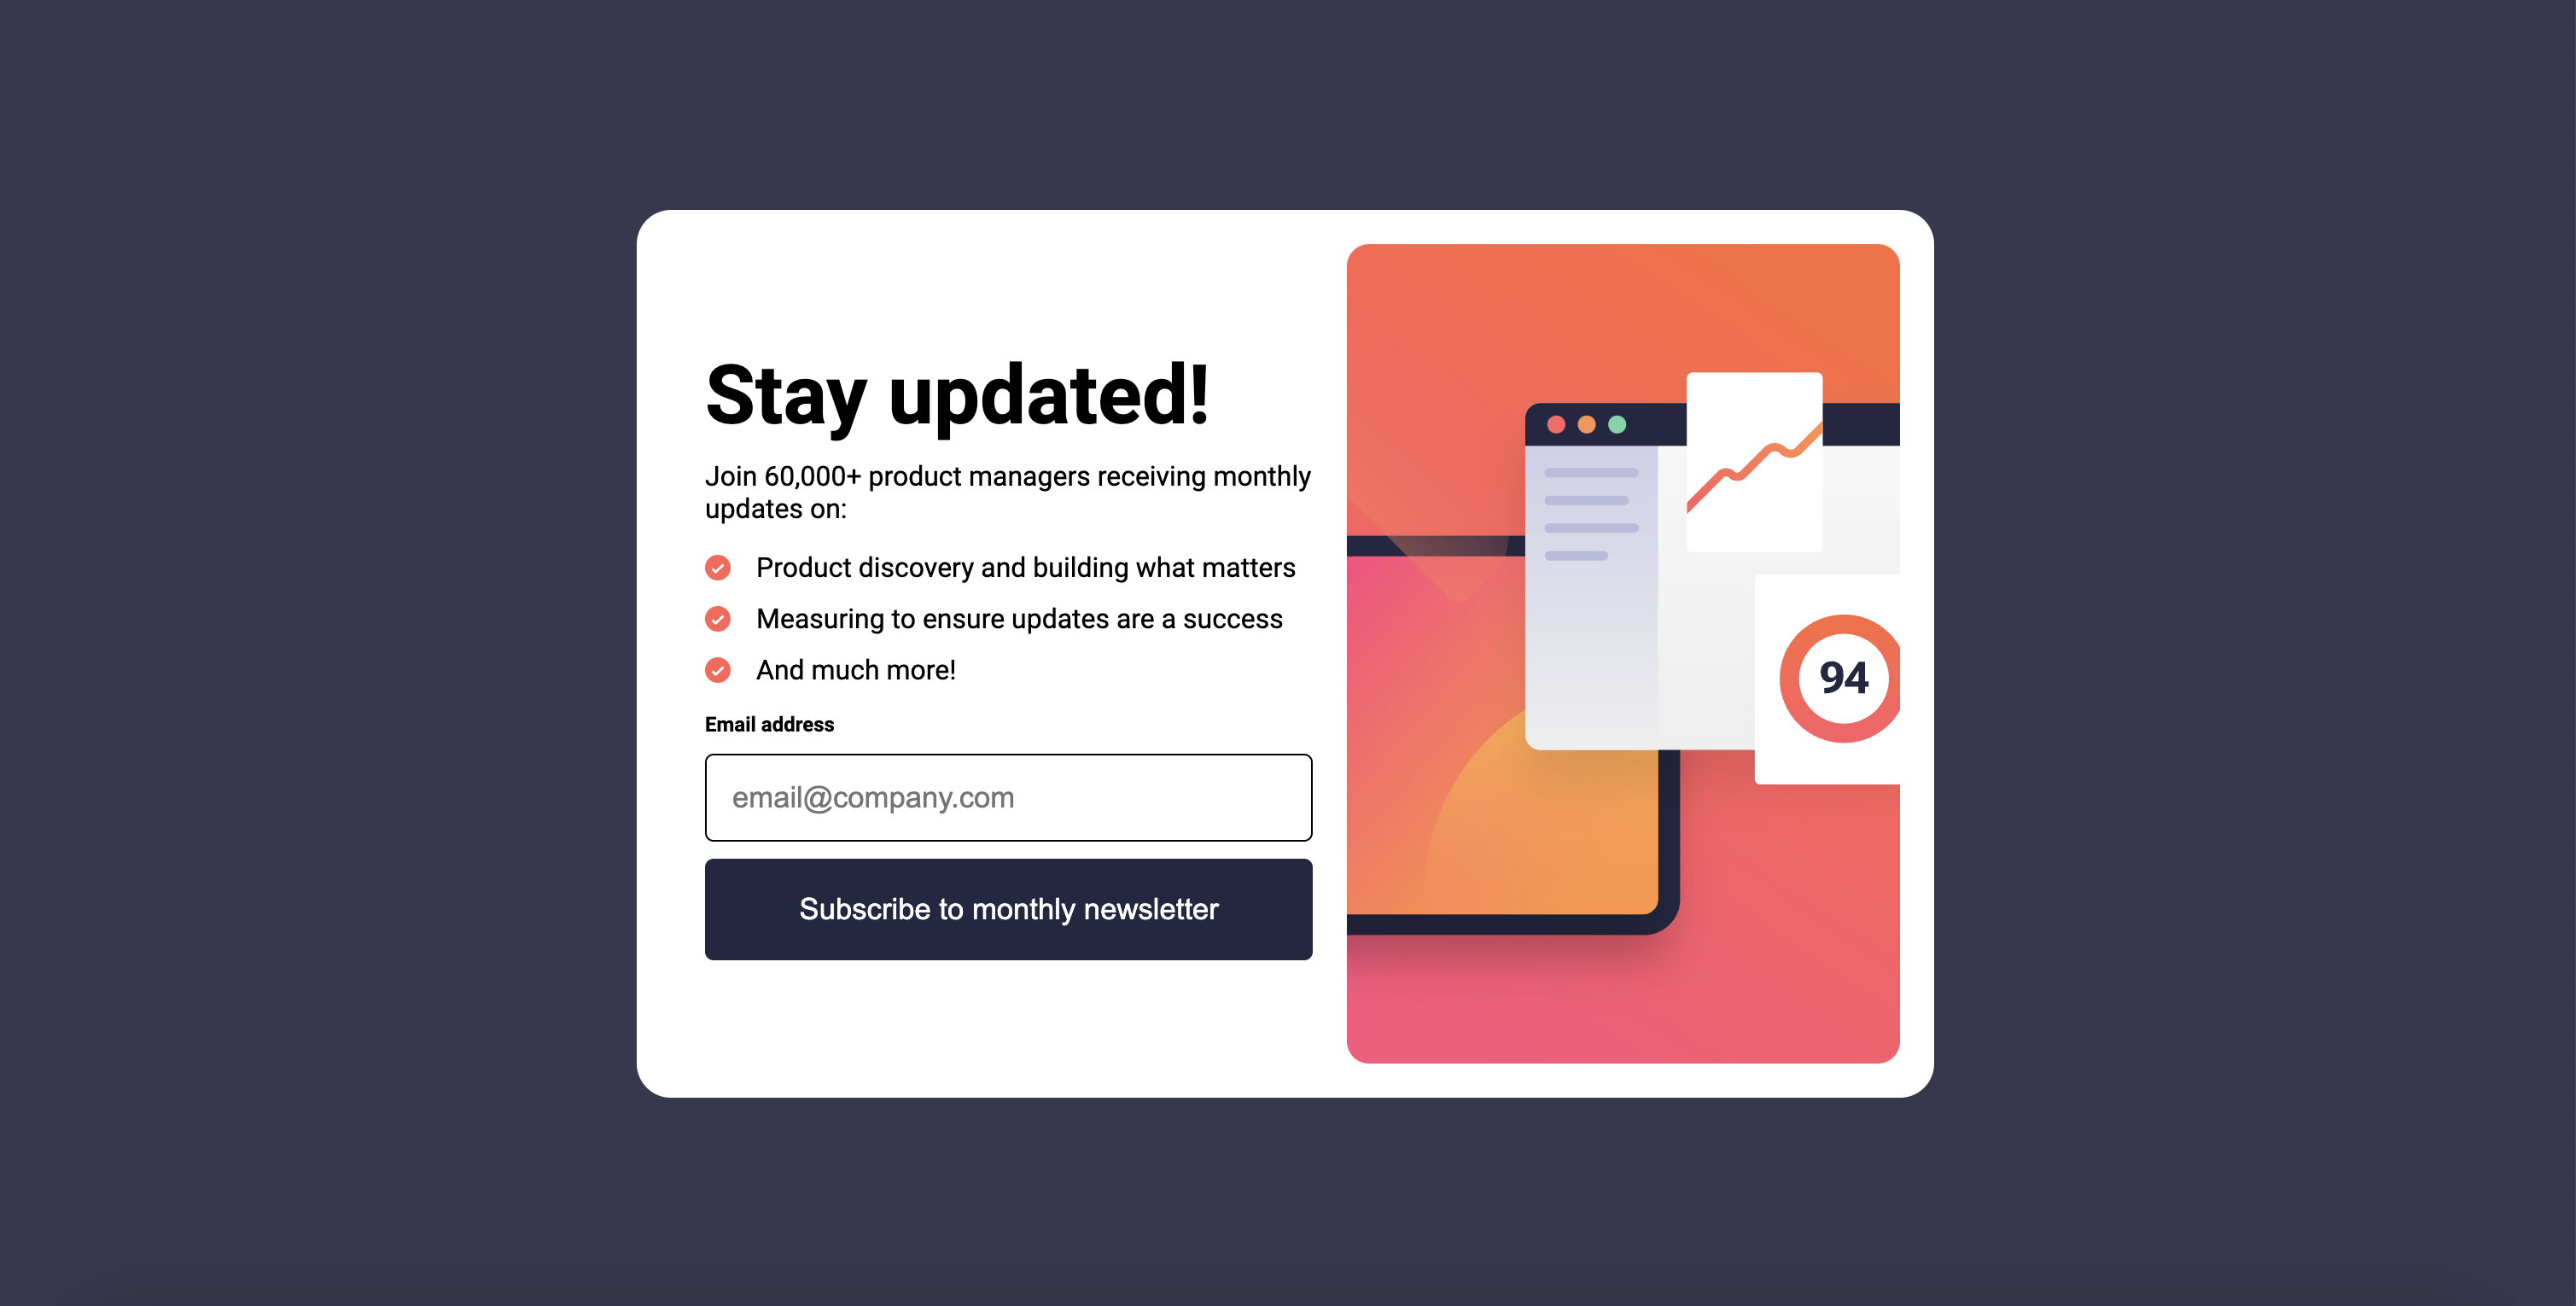 Stay updated!
Join 60,000+ product managers receiving monthly
updates on:
Product discovery and building what matters
Measuring to ensure updates are a success
And much more!
Email address
email@company.com
Subscribe to monthly newsletter
94